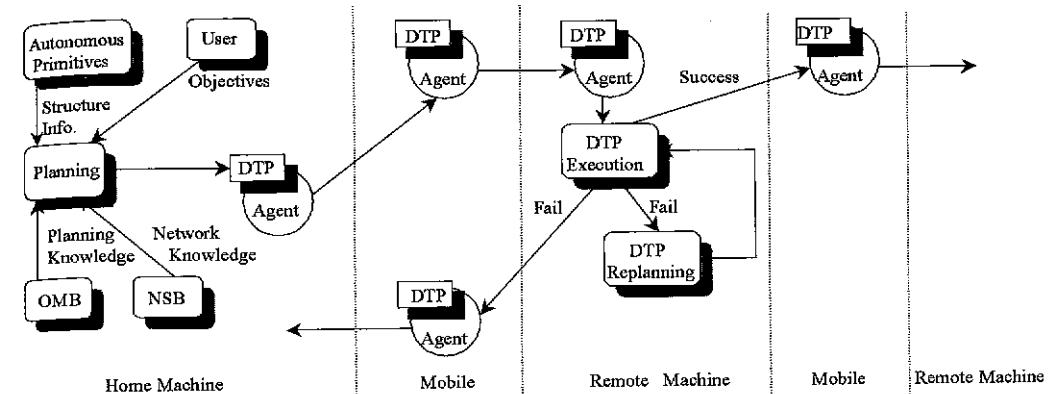 Autonomous
Primitives
User
Objectives
Structure
Info.
Planning
Planning
Knowledge
Network
Knowledge
OMB
NSB
DTP
Agent
DTP
Agent
DTP
Agent
DTP
Agent
DTP
Execution
Success
Fail
Fail
DTP
Replanning
DTP
Agent
Home Machine
Mobile
Remote Machine
Mobile
Remote Machine